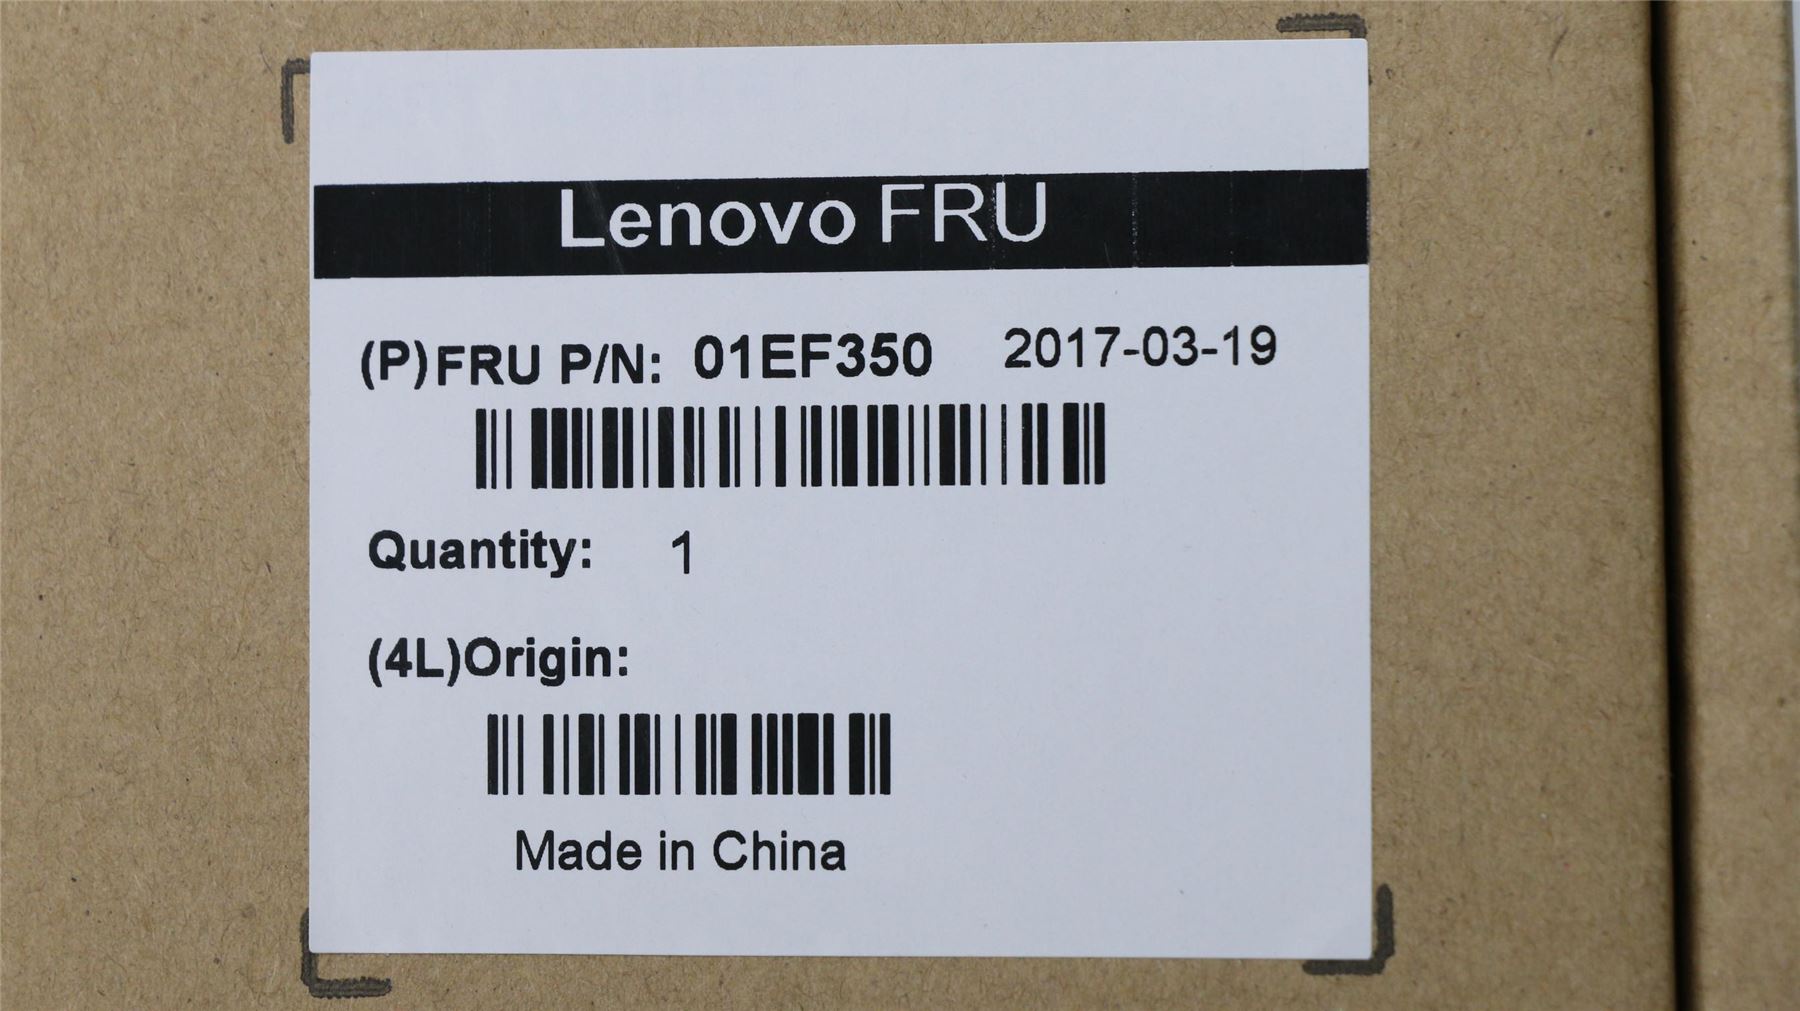 Lenovo FRU
(P)FRU P/N: 01EF350 2017-03-19
Quantity: 1
(4L)Origin:
Made in China